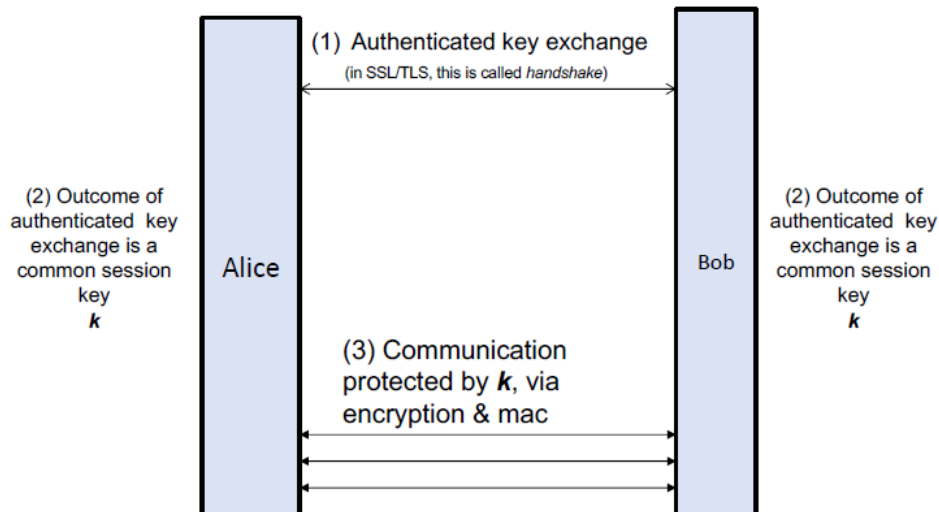 (1) Authenticated key exchange
(in SSL/TLS, this is called handshake)
(2) Outcome of
authenticated key
exchange is a
common session
key
k
Alice
Bob
(2) Outcome of
authenticated key
exchange is a
common session
key
k
(3) Communication
protected by k, via
encryption & mac